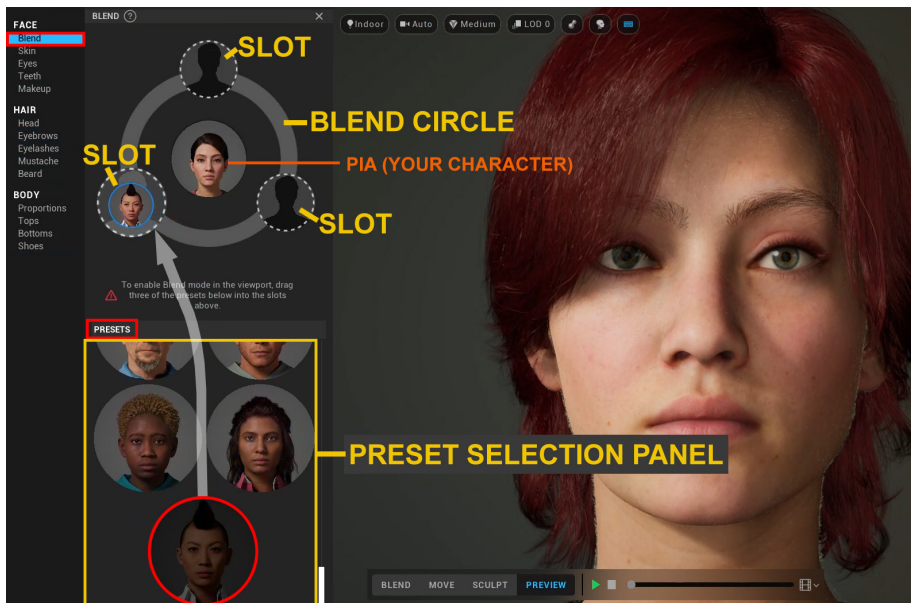 FACE
Blend
Skin
Eyes
Teeth
Makeup
HAIR
Head
Eyebrows
Eyelashes
Mustache
Beard
BODY
Proportions
Tops
Bottoms
Shoes
BLEND ? ×
SLOT
BLEND CIRCLE
SLOT
PIA (YOUR CHARACTER)
SLOT
To enable Blend mode in the viewport, drag
three of the presets below into the slots
above.
PRESETS
PRESET SELECTION PANEL
Indoor Auto Medium LOD 0
BLEND MOVE SCULPT PREVIEW